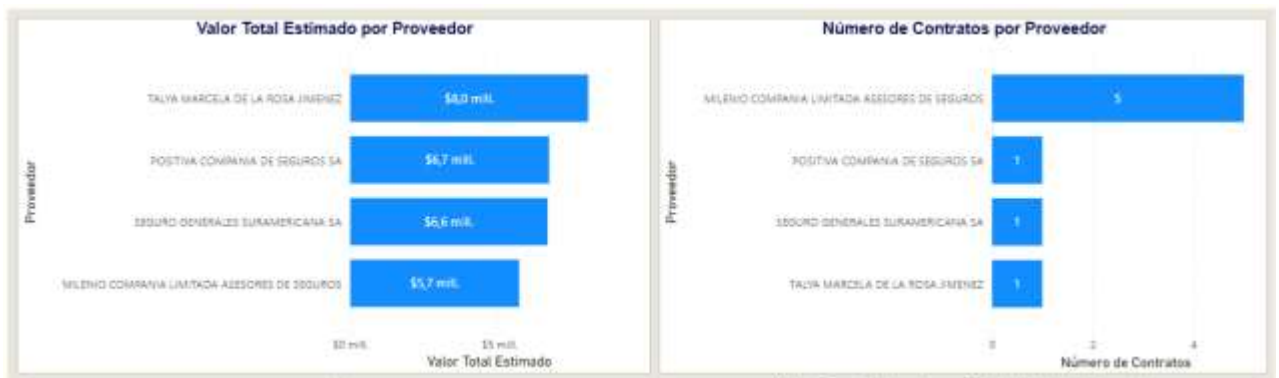 Valor Total Estimado por Proveedor
Proveedor
TALYA MARCELA DE LA ROSA JIMENEZ
$8,0 mill.
POSITIVA COMPANIA DE SEGUROS SA
$6,7 mill.
SEGURO GENERALES SURAMERICANA SA
$6,6 mill.
MILENIO COMPANIA LIMITADA ASESORES DE SEGUROS
$5,7 mill.
$0 mill.
$5 mill.
Valor Total Estimado
Número de Contratos por Proveedor
Proveedor
MILENIO COMPANIA LIMITADA ASESORES DE SEGUROS
5
POSITIVA COMPANIA DE SEGUROS SA
1
SEGURO GENERALES SURAMERICANA SA
1
TALYA MARCELA DE LA ROSA JIMENEZ
1
0
2
4
Número de Contratos